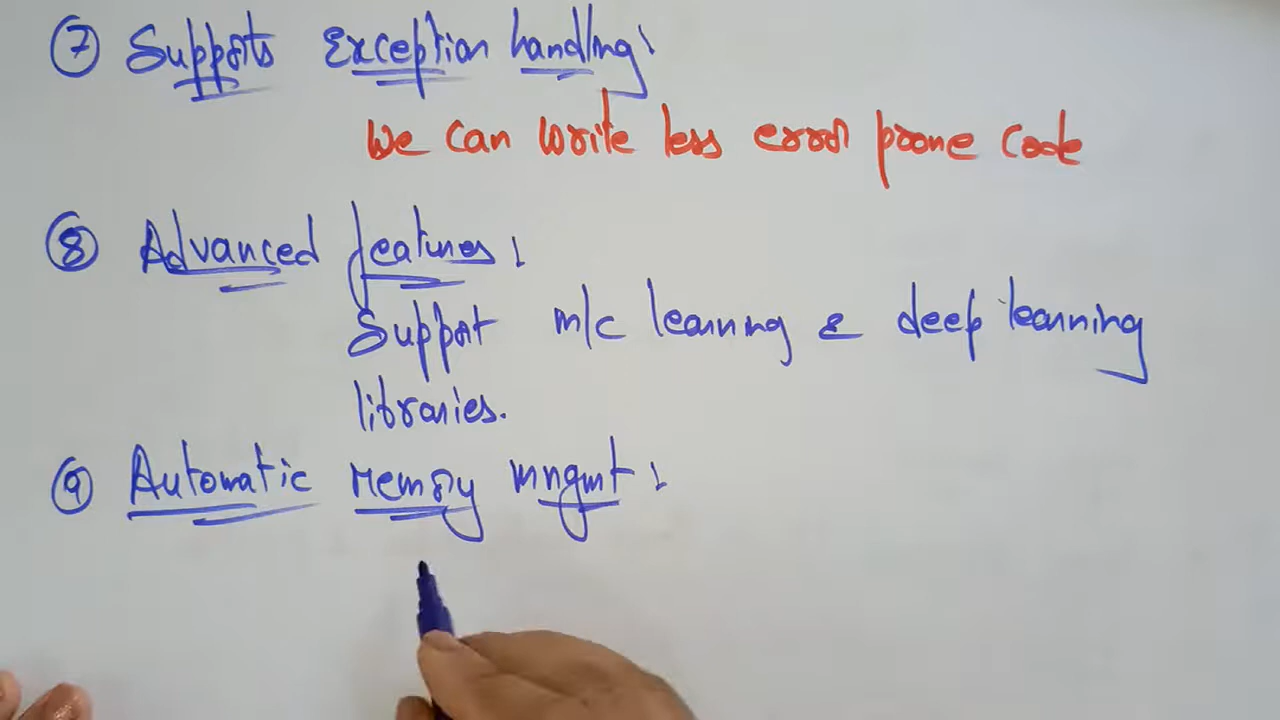 ⑦ Supports Exception handling:
We can write less error prone code
⑧ Advanced features:
Support m/c learning & deep learning
libraries.
⑨ Automatic memory mngmt: